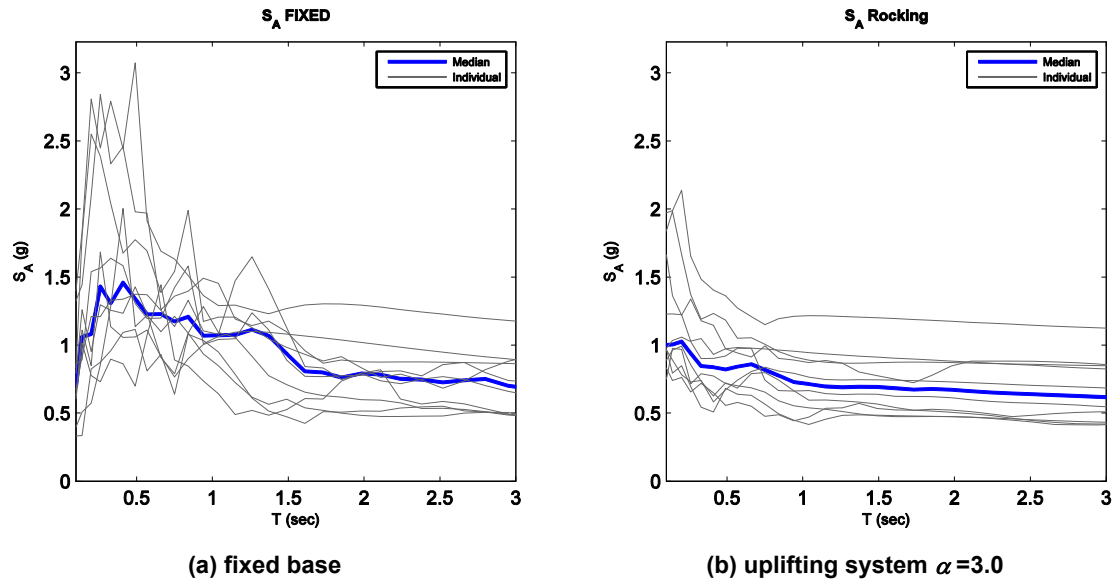 S_A FIXED
3
2.5
2
1.5
1
0.5
0
S_A (g)
0.5 1 1.5 2 2.5 3
T (sec)
Median
Individual
(a) fixed base
S_A Rocking
3
2.5
2
1.5
1
0.5
0
S_A (g)
0.5 1 1.5 2 2.5 3
T (sec)
Median
Individual
(b) uplifting system α =3.0